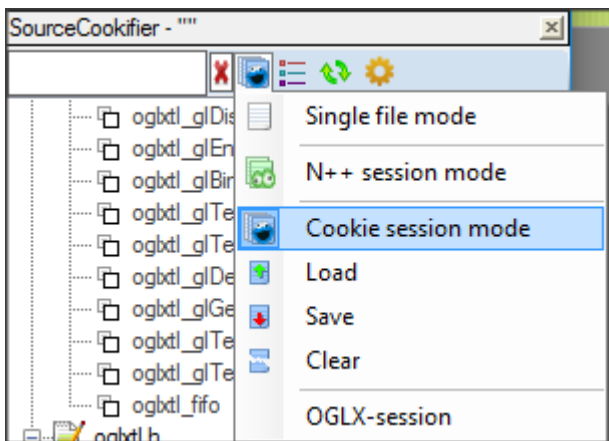 SourceCookifier - ""
Single file mode
N++ session mode
Cookie session mode
Load
Save
Clear
OGLX-session
oglxtl_glDis
oglxtl_glEn
oglxtl_glBin
oglxtl_glTe
oglxtl_glTe
oglxtl_glDe
oglxtl_glGe
oglxtl_glTe
oglxtl_glTe
oglxtl_fifo
oglxtl.h